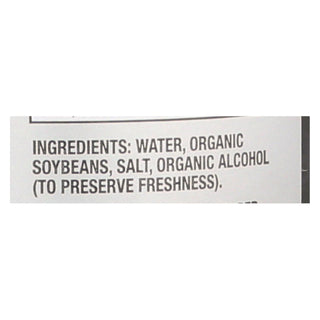 INGREDIENTS: WATER, ORGANIC
SOYBEANS, SALT, ORGANIC ALCOHOL
(TO PRESERVE FRESHNESS).